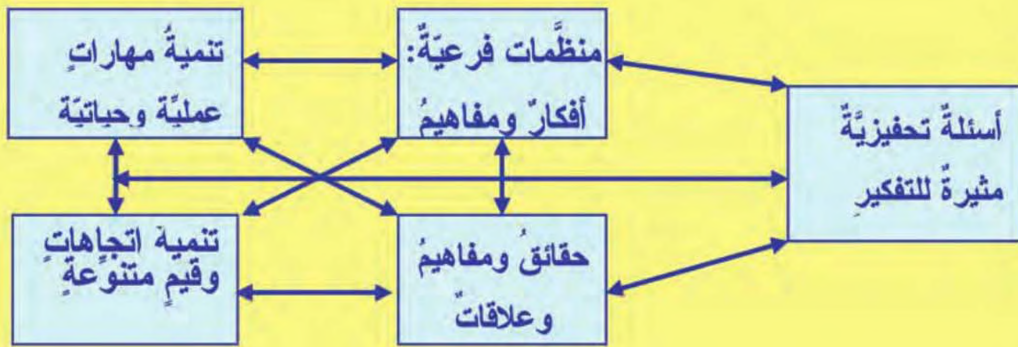 أسئلةٌ تحفيزيَّةٌ
مثيرةٌ للتفكيرِ
منظَّمات فرعيّةٌ:
أفكارٌ ومفاهيمُ
تنميةُ مهاراتٍ
عمليَّة وحياتيّة
حقائقُ ومفاهيمُ
وعلاقاتٌ
تنميةَ اتجاهاتٍ
وقيمٍ متنوّعةٍ